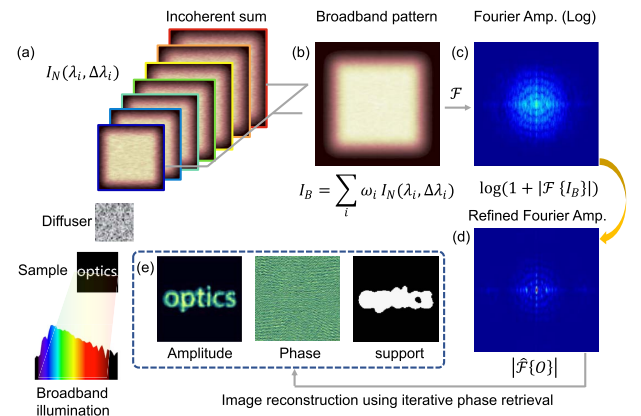 Incoherent sum
Broadband pattern
Fourier Amp. (Log)
(a)
I_N(λ_i, Δλ_i)
(b)
(c)
ℱ
I_B = ∑_i ω_i I_N(λ_i, Δλ_i)
log(1 + |ℱ {I_B}|)
Refined Fourier Amp.
Diffuser
(d)
Sample
optics
(e)
optics
Amplitude
Phase
support
|ℱ̂{O}|
Broadband
illumination
Image reconstruction using iterative phase retrieval